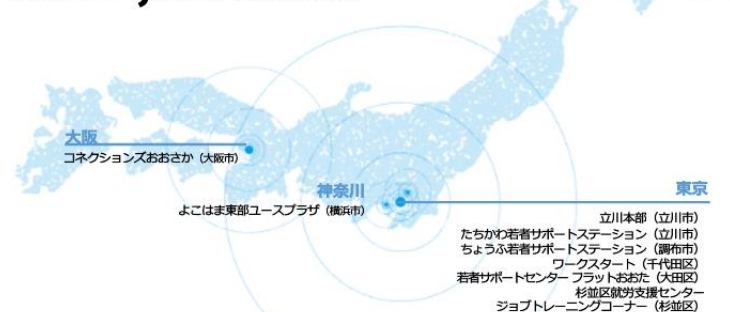 大阪
コネクションズおおさか（大阪市）
神奈川
よこはま東部ユースプラザ（横浜市）
東京
立川本部（立川市）
たちかわ若者サポートステーション（立川市）
ちょうふ若者サポートステーション（調布市）
ワークスタート（千代田区）
若者サポートセンター フラットおおた（大田区）
杉並区就労支援センター
ジョブトレーニングコーナー（杉並区）